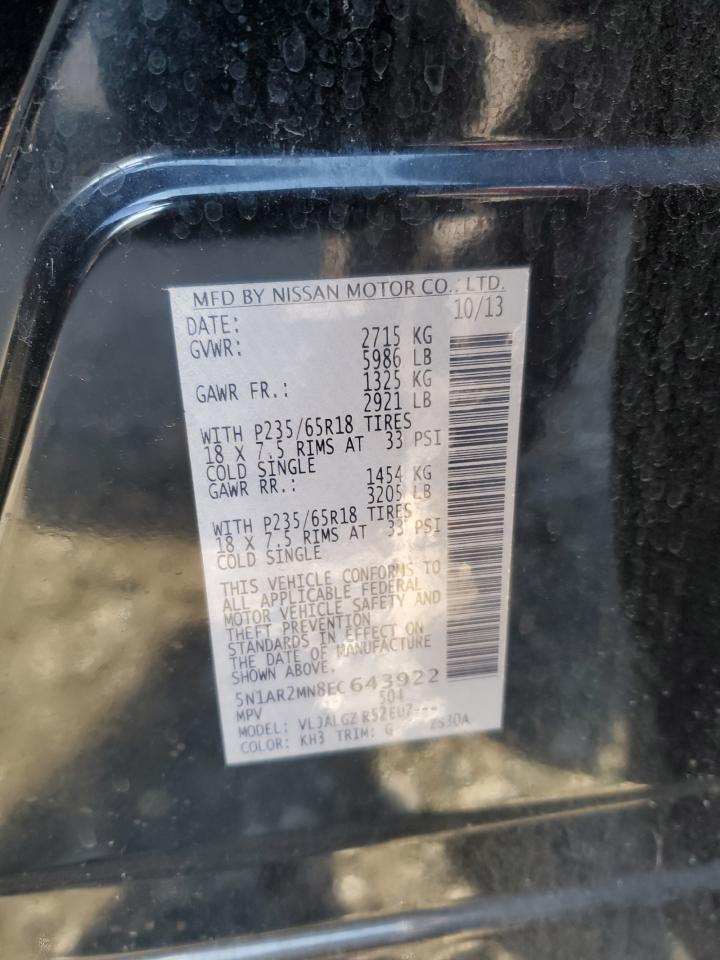 MFD BY NISSAN MOTOR CO., LTD.
DATE: 10/13
GVWR: 2715 KG
5986 LB
GAWR FR.: 1325 KG
2921 LB
WITH P235/65R18 TIRES
18 X 7.5 RIMS AT 33 PSI
COLD SINGLE
GAWR RR.: 1454 KG
3205 LB
WITH P235/65R18 TIRES
18 X 7.5 RIMS AT 33 PSI
COLD SINGLE
THIS VEHICLE CONFORMS TO
ALL APPLICABLE FEDERAL
MOTOR VEHICLE SAFETY AND
THEFT PREVENTION
STANDARDS IN EFFECT ON
THE DATE OF MANUFACTURE
SHOWN ABOVE.
5N1AR2MN8EC643922
MPV 504
MODEL:
COLOR: KH3 TRIM: G